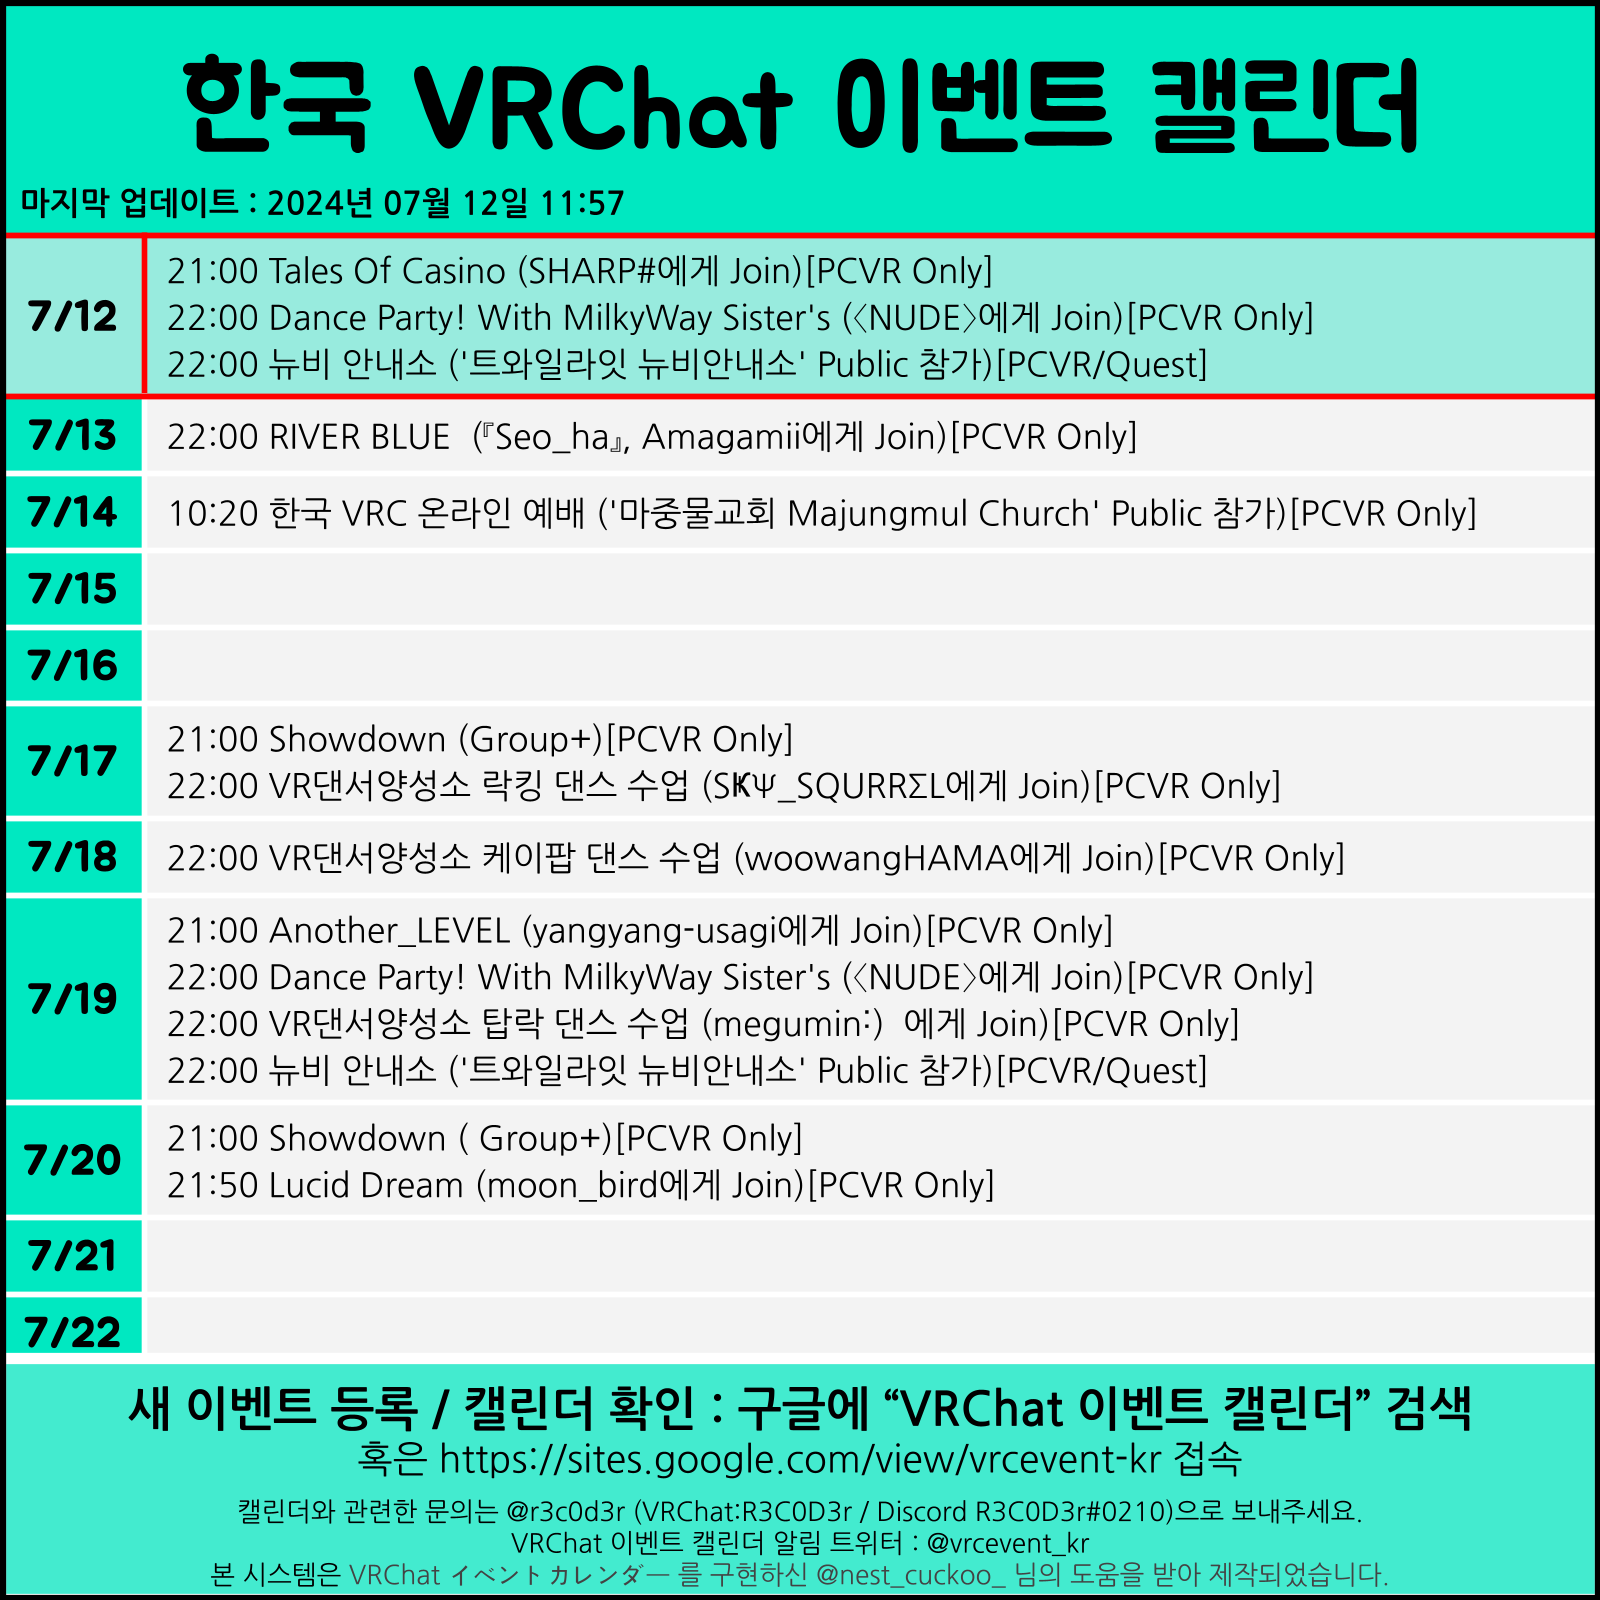 한국 VRChat 이벤트 캘린더
마지막 업데이트 : 2024년 07월 12일 11:57
7/12
21:00 Tales Of Casino (SHARP#에게 Join)[PCVR Only]
22:00 Dance Party! With MilkyWay Sister's (〈NUDE〉에게 Join)[PCVR Only]
22:00 뉴비 안내소 ('트와일라잇 뉴비안내소' Public 참가)[PCVR/Quest]
7/13
22:00 RIVER BLUE  (『Seo_ha』, Amagamii에게 Join)[PCVR Only]
7/14
10:20 한국 VRC 온라인 예배 ('마중물교회 Majungmul Church' Public 참가)[PCVR Only]
7/15
7/16
7/17
21:00 Showdown (Group+)[PCVR Only]
22:00 VR댄서양성소 락킹 댄스 수업 (S₭Ψ_SQURRΣL에게 Join)[PCVR Only]
7/18
22:00 VR댄서양성소 케이팝 댄스 수업 (woowangHAMA에게 Join)[PCVR Only]
7/19
21:00 Another_LEVEL (yangyang-usagi에게 Join)[PCVR Only]
22:00 Dance Party! With MilkyWay Sister's (〈NUDE〉에게 Join)[PCVR Only]
22:00 VR댄서양성소 탑락 댄스 수업 (megumin:)  에게 Join)[PCVR Only]
22:00 뉴비 안내소 ('트와일라잇 뉴비안내소' Public 참가)[PCVR/Quest]
7/20
21:00 Showdown ( Group+)[PCVR Only]
21:50 Lucid Dream (moon_bird에게 Join)[PCVR Only]
7/21
7/22
새 이벤트 등록 / 캘린더 확인 : 구글에 “VRChat 이벤트 캘린더” 검색
혹은 https://sites.google.com/view/vrcevent-kr 접속
캘린더와 관련한 문의는 @r3c0d3r (VRChat:R3C0D3r / Discord R3C0D3r#0210)으로 보내주세요.
VRChat 이벤트 캘린더 알림 트위터 : @vrcevent_kr
본 시스템은 VRChat イベントカレンダー 를 구현하신 @nest_cuckoo_ 님의 도움을 받아 제작되었습니다.